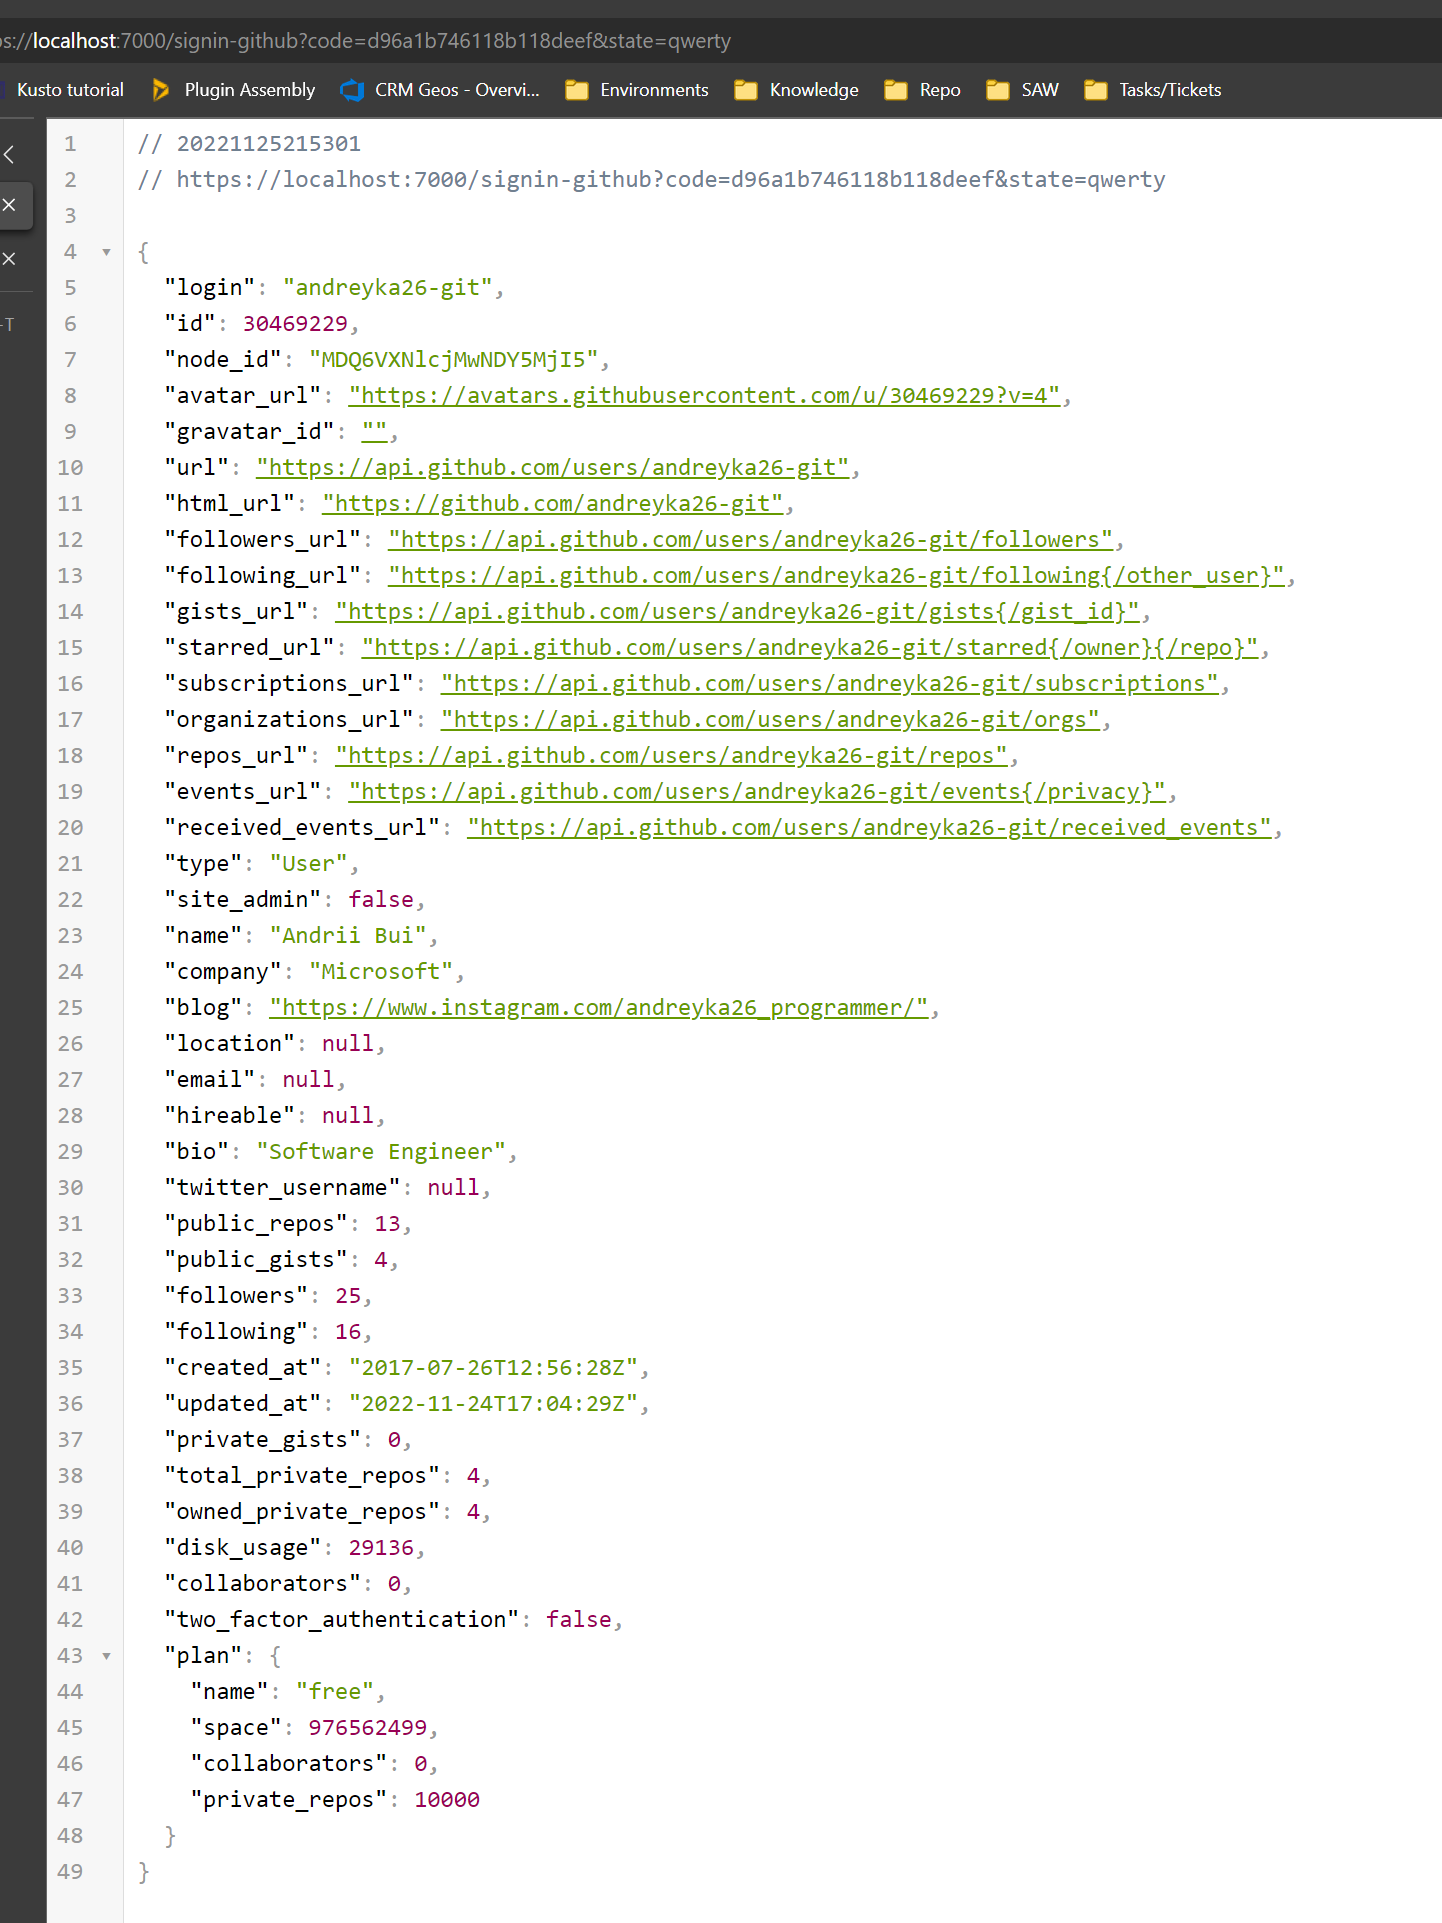 s://localhost:7000/signin-github?code=d96a1b746118b118deef&state=qwerty
Kusto tutorial Plugin Assembly CRM Geos - Overvi... Environments Knowledge Repo SAW Tasks/Tickets
-T
1 // 20221125215301
2 // https://localhost:7000/signin-github?code=d96a1b746118b118deef&state=qwerty
3
4 {
5 "login": "andreyka26-git",
6 "id": 30469229,
7 "node_id": "MDQ6VXNlcjMwNDY5MjI5",
8 "avatar_url": "https://avatars.githubusercontent.com/u/30469229?v=4",
9 "gravatar_id": "",
10 "url": "https://api.github.com/users/andreyka26-git",
11 "html_url": "https://github.com/andreyka26-git",
12 "followers_url": "https://api.github.com/users/andreyka26-git/followers",
13 "following_url": "https://api.github.com/users/andreyka26-git/following{/other_user}",
14 "gists_url": "https://api.github.com/users/andreyka26-git/gists{/gist_id}",
15 "starred_url": "https://api.github.com/users/andreyka26-git/starred{/owner}{/repo}",
16 "subscriptions_url": "https://api.github.com/users/andreyka26-git/subscriptions",
17 "organizations_url": "https://api.github.com/users/andreyka26-git/orgs",
18 "repos_url": "https://api.github.com/users/andreyka26-git/repos",
19 "events_url": "https://api.github.com/users/andreyka26-git/events{/privacy}",
20 "received_events_url": "https://api.github.com/users/andreyka26-git/received_events",
21 "type": "User",
22 "site_admin": false,
23 "name": "Andrii Bui",
24 "company": "Microsoft",
25 "blog": "https://www.instagram.com/andreyka26_programmer/",
26 "location": null,
27 "email": null,
28 "hireable": null,
29 "bio": "Software Engineer",
30 "twitter_username": null,
31 "public_repos": 13,
32 "public_gists": 4,
33 "followers": 25,
34 "following": 16,
35 "created_at": "2017-07-26T12:56:28Z",
36 "updated_at": "2022-11-24T17:04:29Z",
37 "private_gists": 0,
38 "total_private_repos": 4,
39 "owned_private_repos": 4,
40 "disk_usage": 29136,
41 "collaborators": 0,
42 "two_factor_authentication": false,
43 "plan": {
44 "name": "free",
45 "space": 976562499,
46 "collaborators": 0,
47 "private_repos": 10000
48 }
49 }